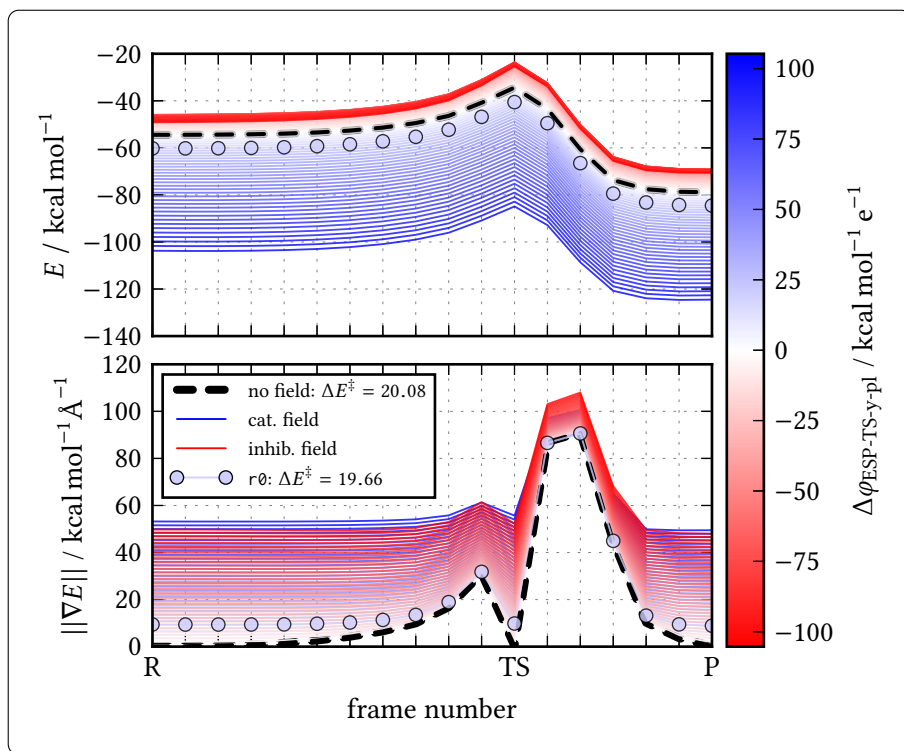 −20
−40
−60
−80
−100
−120
−140
E / kcal mol⁻¹
120
100
80
60
40
20
0
||∇E|| / kcal mol⁻¹Å⁻¹
no field: ΔE‡ = 20.08
cat. field
inhib. field
r0: ΔE‡ = 19.66
R
TS
P
frame number
100
75
50
25
0
−25
−50
−75
−100
Δφ_ESP-TS-y-pl / kcal mol⁻¹ e⁻¹